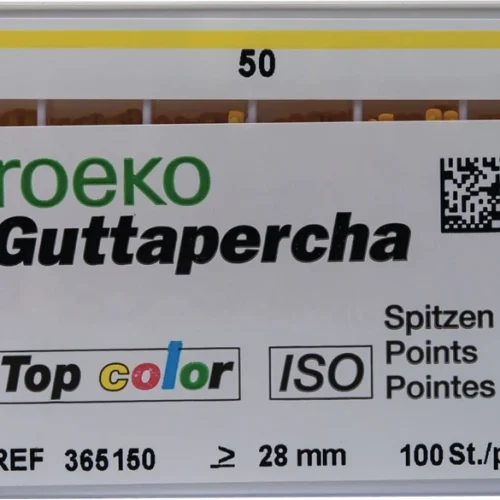 50
roeko
Guttapercha
Top color
ISO
Spitzen
Points
Pointes
REF 365150 ≥ 28 mm 100 St./p